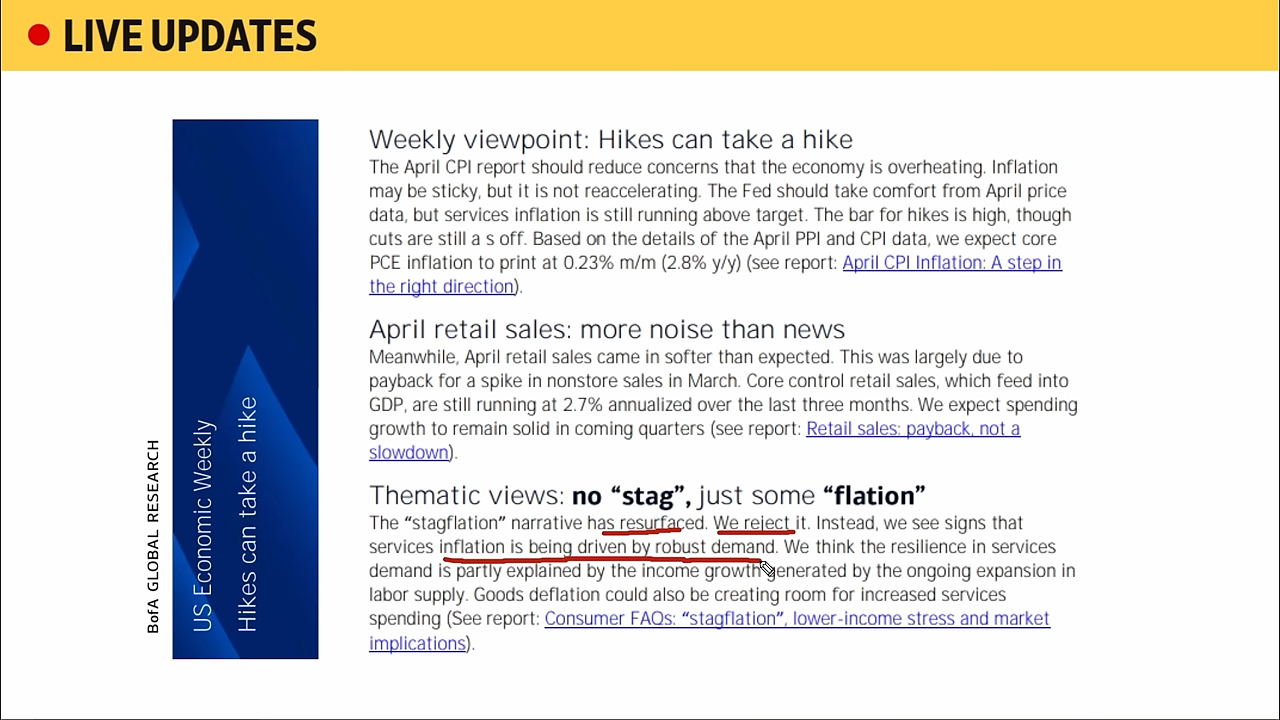 LIVE UPDATES
Weekly viewpoint: Hikes can take a hike
The April CPI report should reduce concerns that the economy is overheating. Inflation
may be sticky, but it is not reaccelerating. The Fed should take comfort from April price
data, but services inflation is still running above target. The bar for hikes is high, though
cuts are still a s off. Based on the details of the April PPI and CPI data, we expect core
PCE inflation to print at 0.23% m/m (2.8% y/y) (see report: April CPI Inflation: A step in
the right direction).
April retail sales: more noise than news
Meanwhile, April retail sales came in softer than expected. This was largely due to
payback for a spike in nonstore sales in March. Core control retail sales, which feed into
GDP, are still running at 2.7% annualized over the last three months. We expect spending
growth to remain solid in coming quarters (see report: Retail sales: payback, not a
slowdown).
Thematic views: no “stag”, just some “flation”
The “stagflation” narrative has resurfaced. We reject it. Instead, we see signs that
services inflation is being driven by robust demand. We think the resilience in services
demand is partly explained by the income growth generated by the ongoing expansion in
labor supply. Goods deflation could also be creating room for increased services
spending (See report: Consumer FAQs: “stagflation”, lower-income stress and market
implications).
BofA GLOBAL RESEARCH
US Economic Weekly
Hikes can take a hike